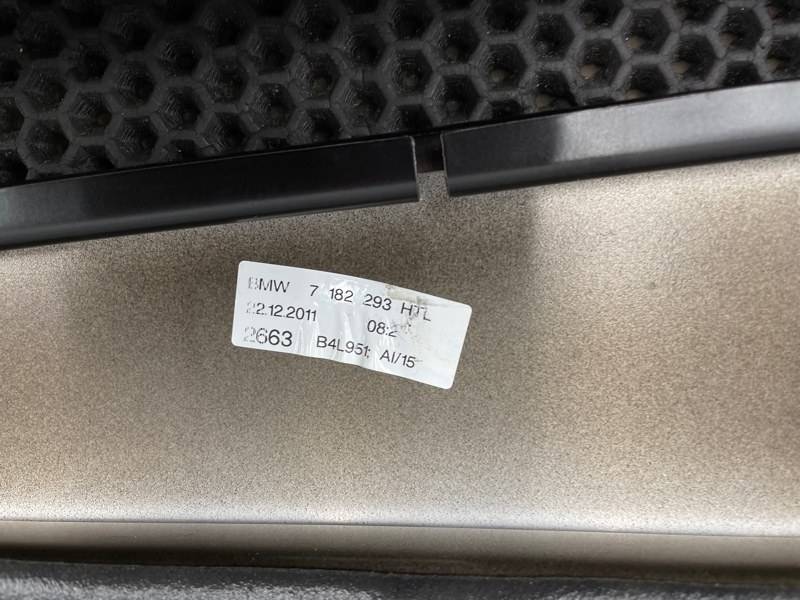 BMW 7 182 293 HTL
22.12.2011 08:2
2663 B4L951; AI/15